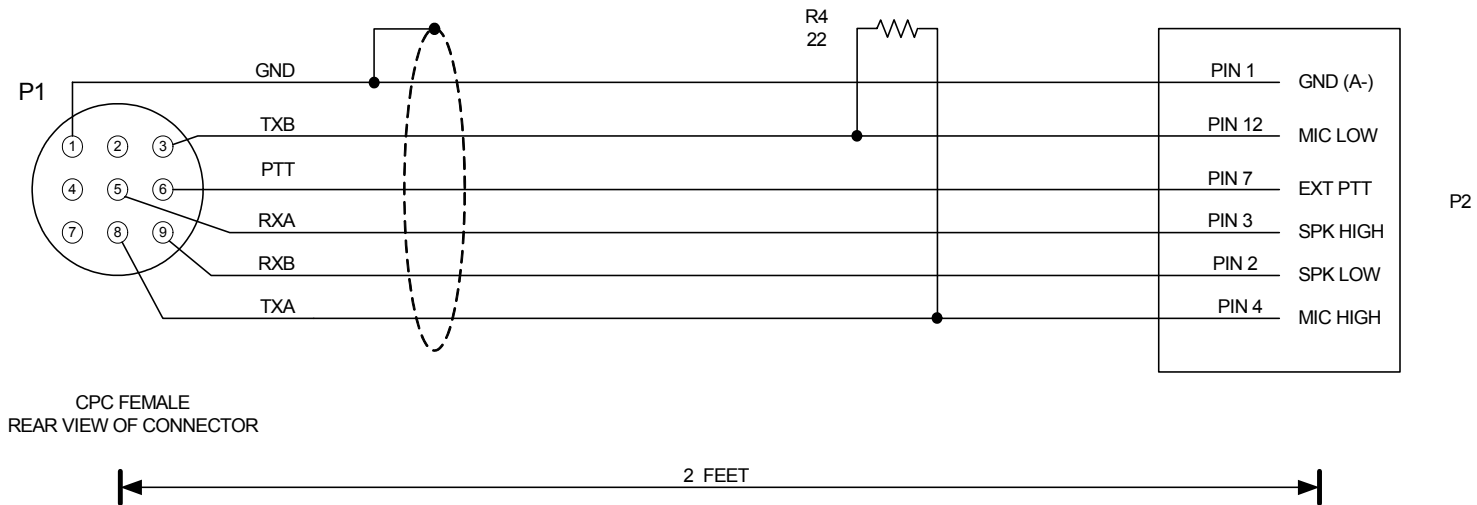 R4
22
P1
GND
PIN 1
GND (A-)
TXB
PIN 12
MIC LOW
1
2
3
PTT
PIN 7
EXT PTT
4
5
6
P2
RXA
PIN 3
SPK HIGH
7
8
9
RXB
PIN 2
SPK LOW
TXA
PIN 4
MIC HIGH
CPC FEMALE
REAR VIEW OF CONNECTOR
2 FEET